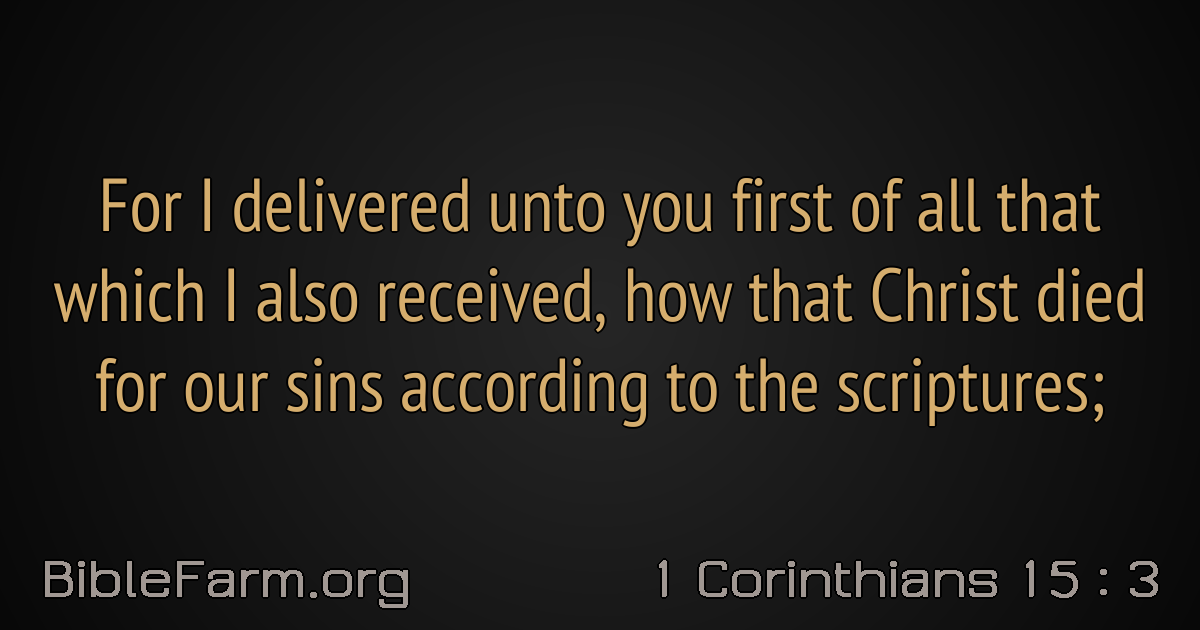 For I delivered unto you first of all that
which I also received, how that Christ died
for our sins according to the scriptures;
BibleFarm.org
1 Corinthians 15 : 3